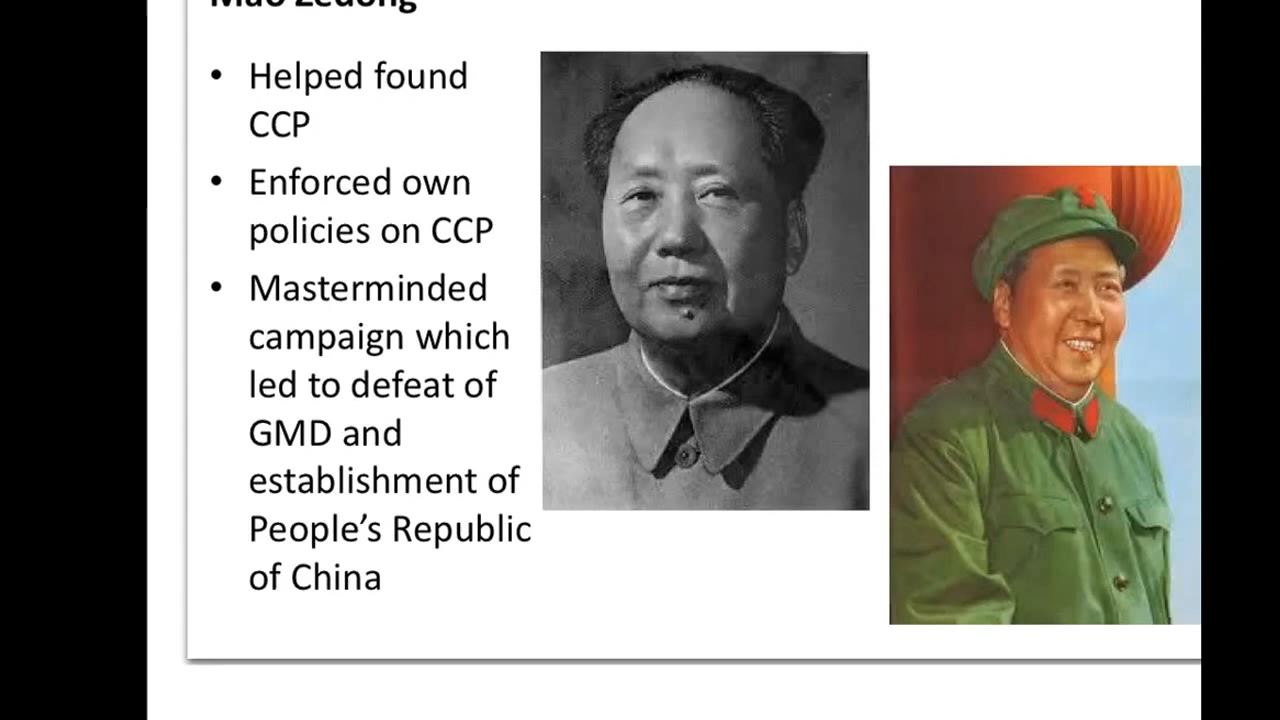 Mao Zedong
• Helped found
CCP
• Enforced own
policies on CCP
• Masterminded
campaign which
led to defeat of
GMD and
establishment of
People’s Republic
of China